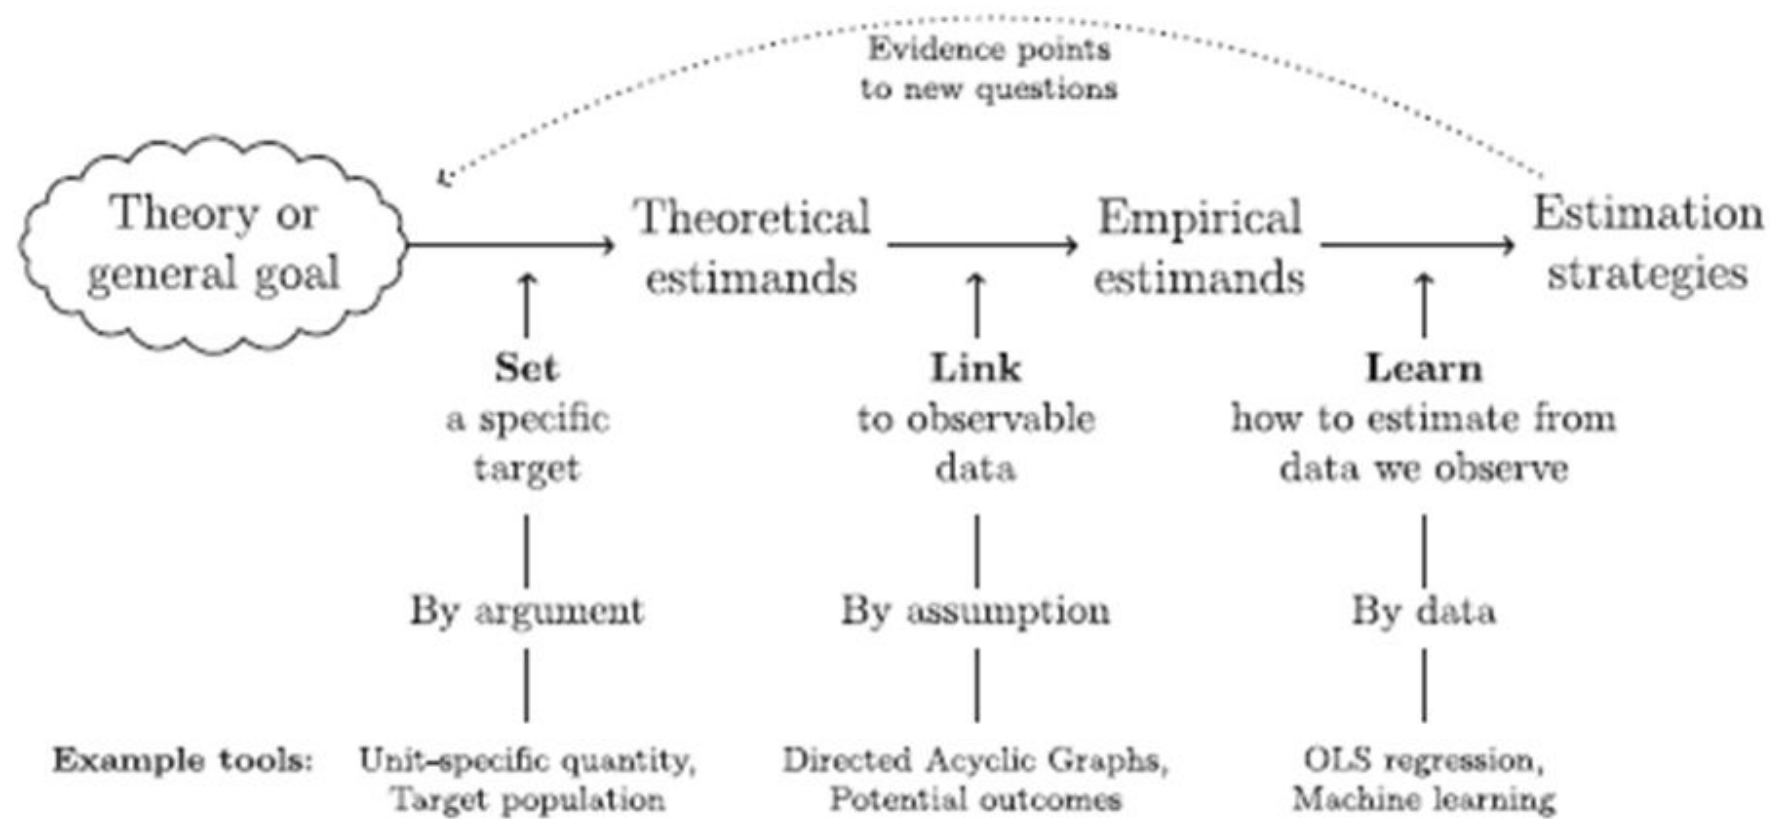 Evidence points
to new questions
Theory or
general goal
Theoretical
estimands
Empirical
estimands
Estimation
strategies
Set
a specific
target
Link
to observable
data
Learn
how to estimate from
data we observe
By argument
By assumption
By data
Example tools:
Unit-specific quantity,
Target population
Directed Acyclic Graphs,
Potential outcomes
OLS regression,
Machine learning